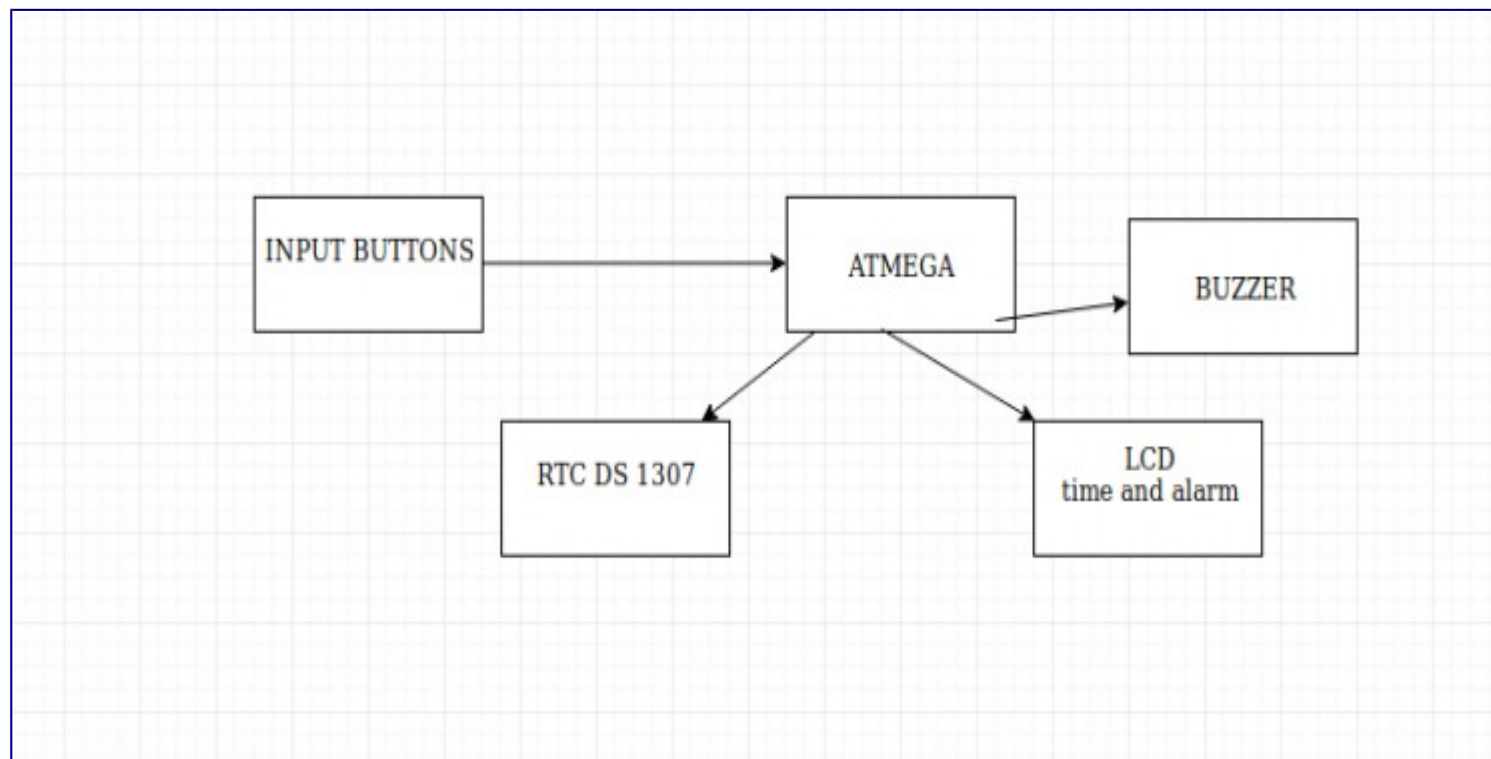 INPUT BUTTONS
ATMEGA
BUZZER
RTC DS 1307
LCD
time and alarm